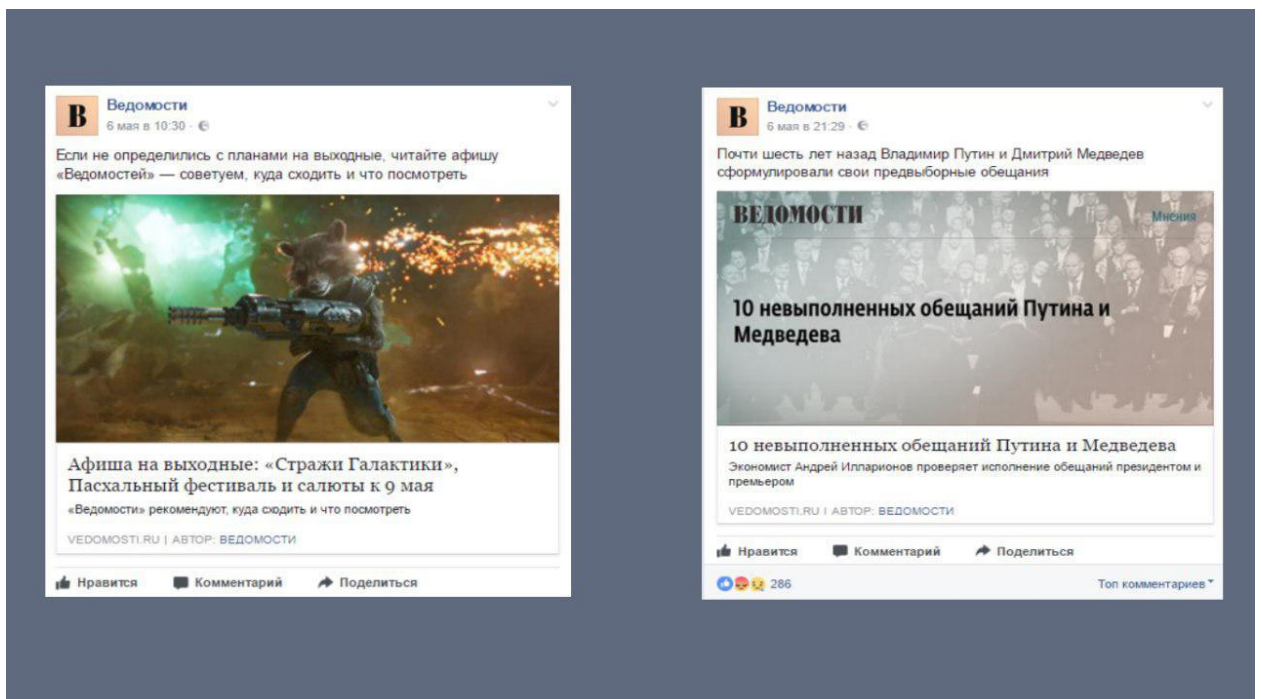 В
Ведомости
6 мая в 10:30 ·
Если не определились с планами на выходные, читайте афишу
«Ведомостей» — советуем, куда сходить и что посмотреть
Афиша на выходные: «Стражи Галактики»,
Пасхальный фестиваль и салюты к 9 мая
«Ведомости» рекомендуют, куда сходить и что посмотреть
VEDOMOSTI.RU | АВТОР: ВЕДОМОСТИ
Нравится Комментарий Поделиться
В
Ведомости
6 мая в 21:29 ·
Почти шесть лет назад Владимир Путин и Дмитрий Медведев
сформулировали свои предвыборные обещания
ВЕДОМОСТИ Мнения
10 невыполненных обещаний Путина и
Медведева
10 невыполненных обещаний Путина и Медведева
Экономист Андрей Илларионов проверяет исполнение обещаний президентом и
премьером
VEDOMOSTI.RU | АВТОР: ВЕДОМОСТИ
Нравится Комментарий Поделиться
286 Топ комментариев